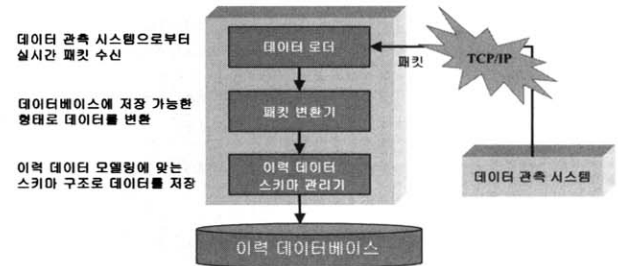 데이터 관측 시스템으로부터
실시간 패킷 수신
데이터 로더
패킷
TCP/IP
데이터베이스에 저장 가능한
형태로 데이터를 변환
패킷 변환기
이력 데이터 모델링에 맞는
스키마 구조로 데이터를 저장
이력 데이터
스키마 관리기
데이터 관측 시스템
이력 데이터베이스